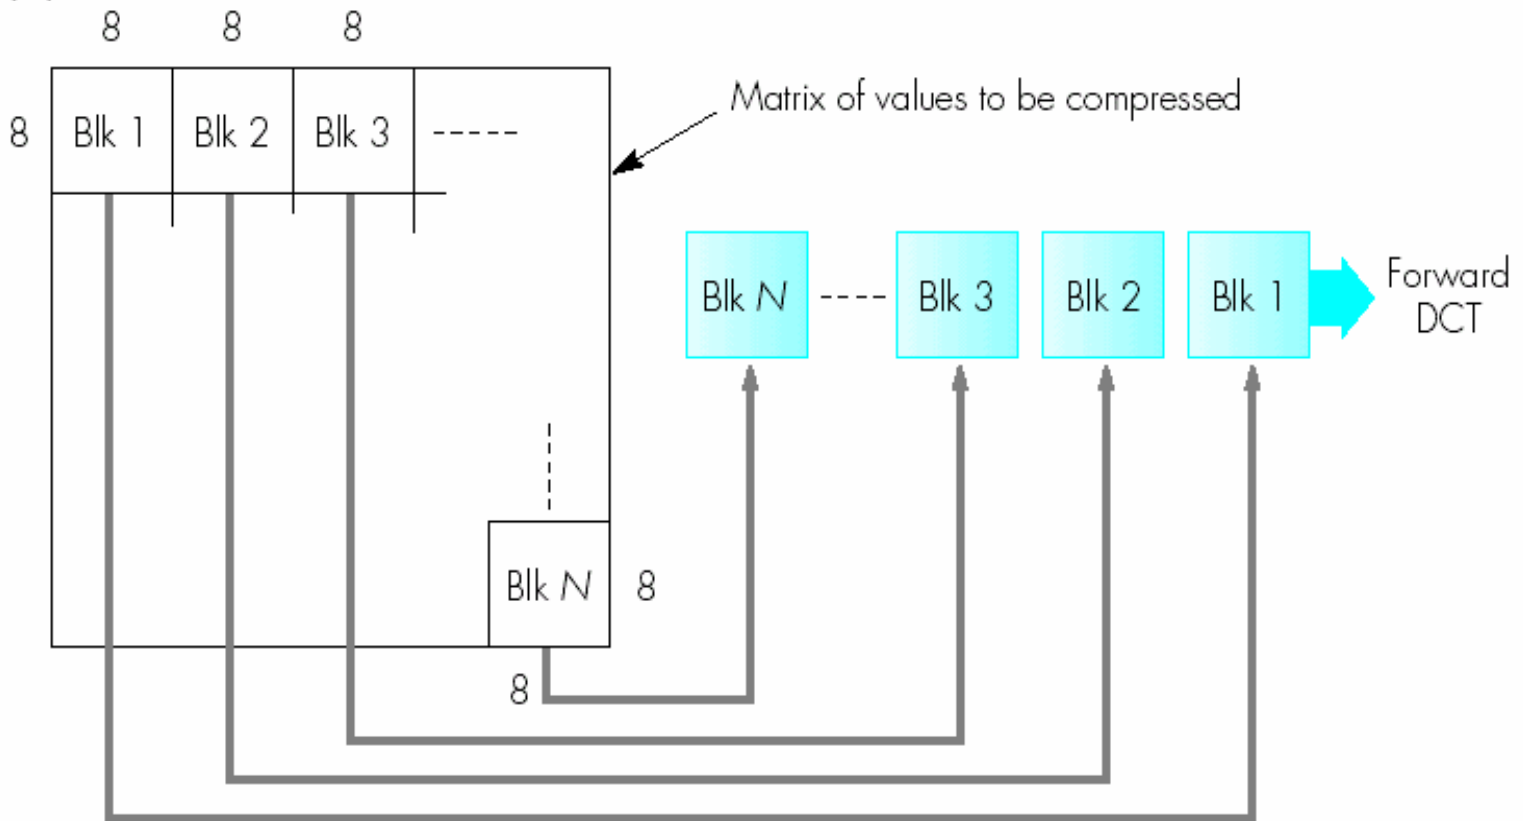 8 8 8
Matrix of values to be compressed
8 Blk 1 Blk 2 Blk 3
Blk N Blk 3 Blk 2 Blk 1
Forward
DCT
Blk N 8
8